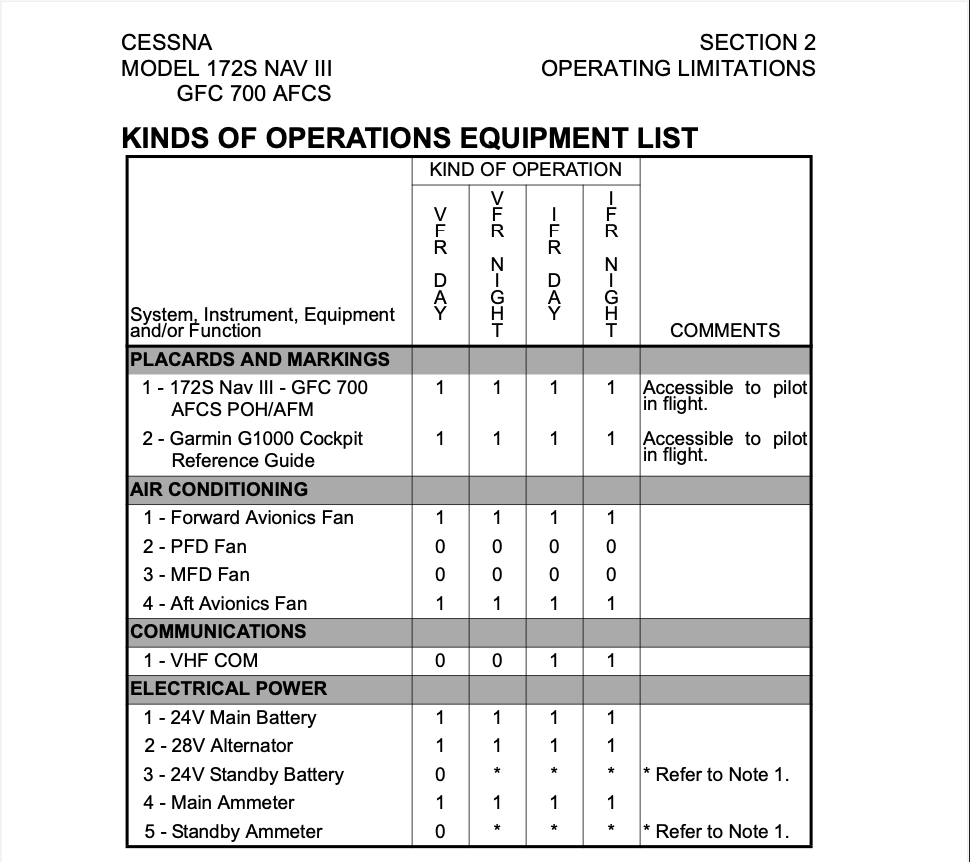 CESSNA
MODEL 172S NAV III
GFC 700 AFCS
SECTION 2
OPERATING LIMITATIONS
KINDS OF OPERATIONS EQUIPMENT LIST
System, Instrument, Equipment
and/or Function
KIND OF OPERATION
VFR DAY
VFR NIGHT
IFR DAY
IFR NIGHT
COMMENTS
PLACARDS AND MARKINGS
1 - 172S Nav III - GFC 700 1 1 1 1 Accessible to pilot
AFCS POH/AFM in flight.
2 - Garmin G1000 Cockpit 1 1 1 1 Accessible to pilot
Reference Guide in flight.
AIR CONDITIONING
1 - Forward Avionics Fan 1 1 1 1
2 - PFD Fan 0 0 0 0
3 - MFD Fan 0 0 0 0
4 - Aft Avionics Fan 1 1 1 1
COMMUNICATIONS
1 - VHF COM 0 0 1 1
ELECTRICAL POWER
1 - 24V Main Battery 1 1 1 1
2 - 28V Alternator 1 1 1 1
3 - 24V Standby Battery 0 * * * * Refer to Note 1.
4 - Main Ammeter 1 1 1 1
5 - Standby Ammeter 0 * * * * Refer to Note 1.